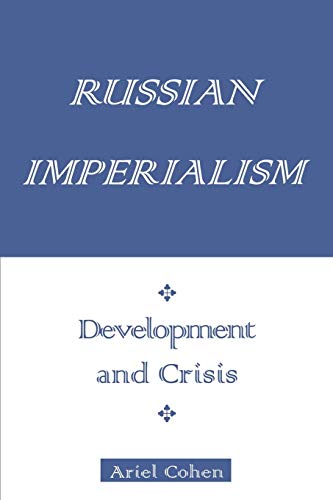 RUSSIAN
IMPERIALISM
Development
and Crisis
Ariel Cohen